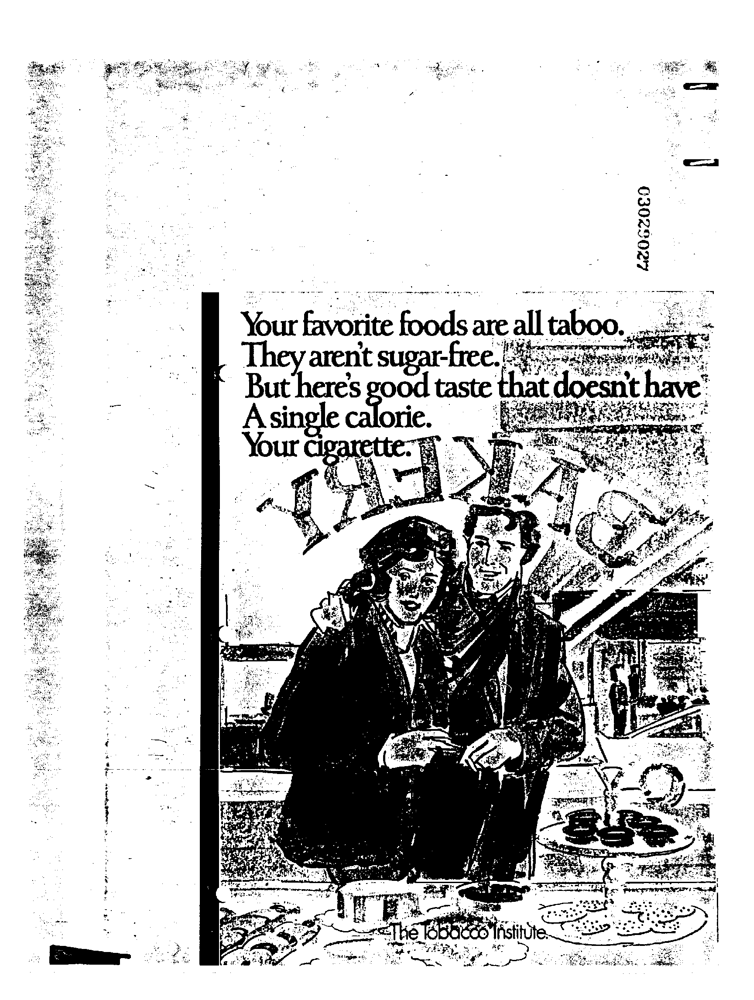 03029027
Your favorite foods are all taboo.
They aren't sugar-free.
But here's good taste that doesn't have
A single calorie.
Your cigarette.
BAKERY
The Tobacco Institute.